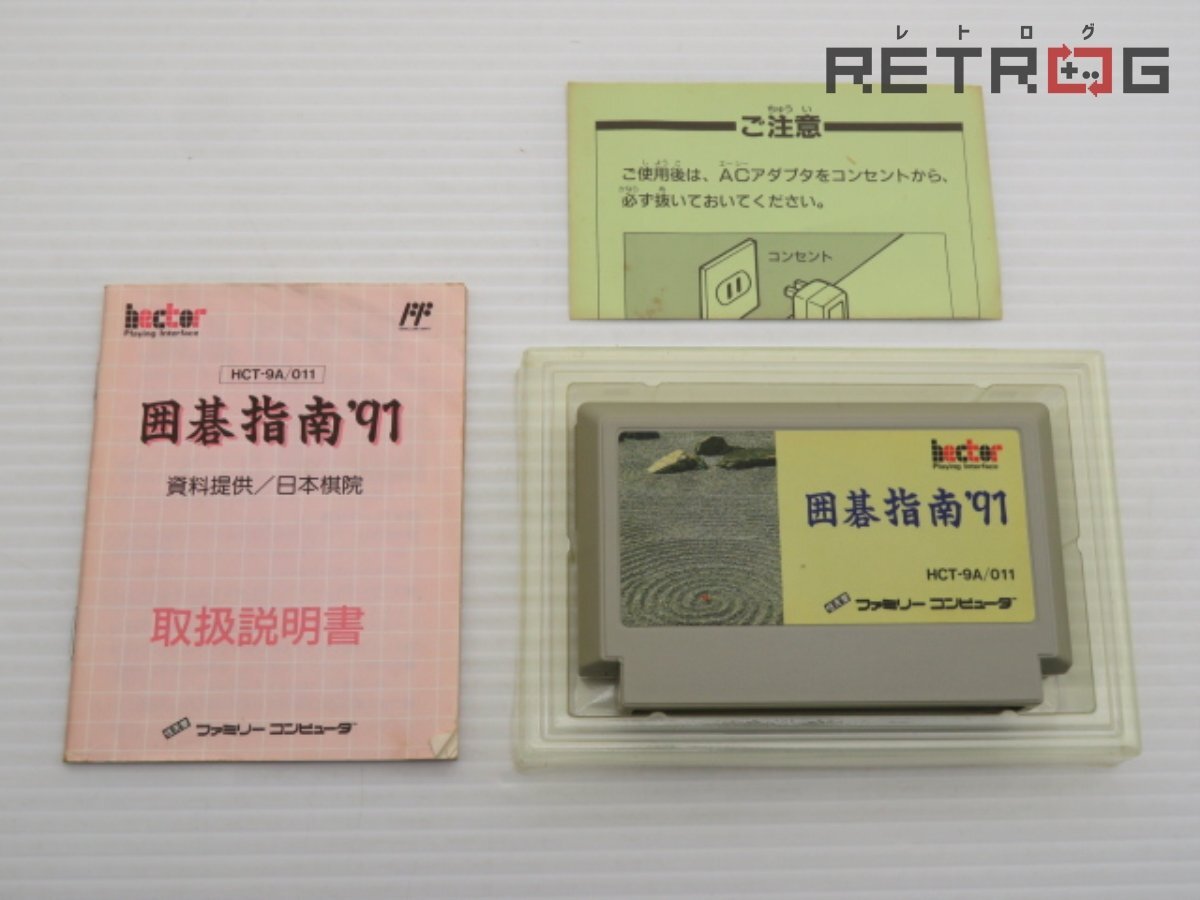 レトログ
RETROG
ちゅう い
ご注意
しようご エーシー
ご使用後は、ACアダプタをコンセントから、
かなら ぬ
必ず抜いておいてください。
コンセント
hector
Playing Interface
HCT-9A/011
囲碁指南'91
資料提供/日本棋院
取扱説明書
ファミリー コンピュータ
hector
Playing Interface
囲碁指南'91
HCT-9A/011
ファミリー コンピュータ